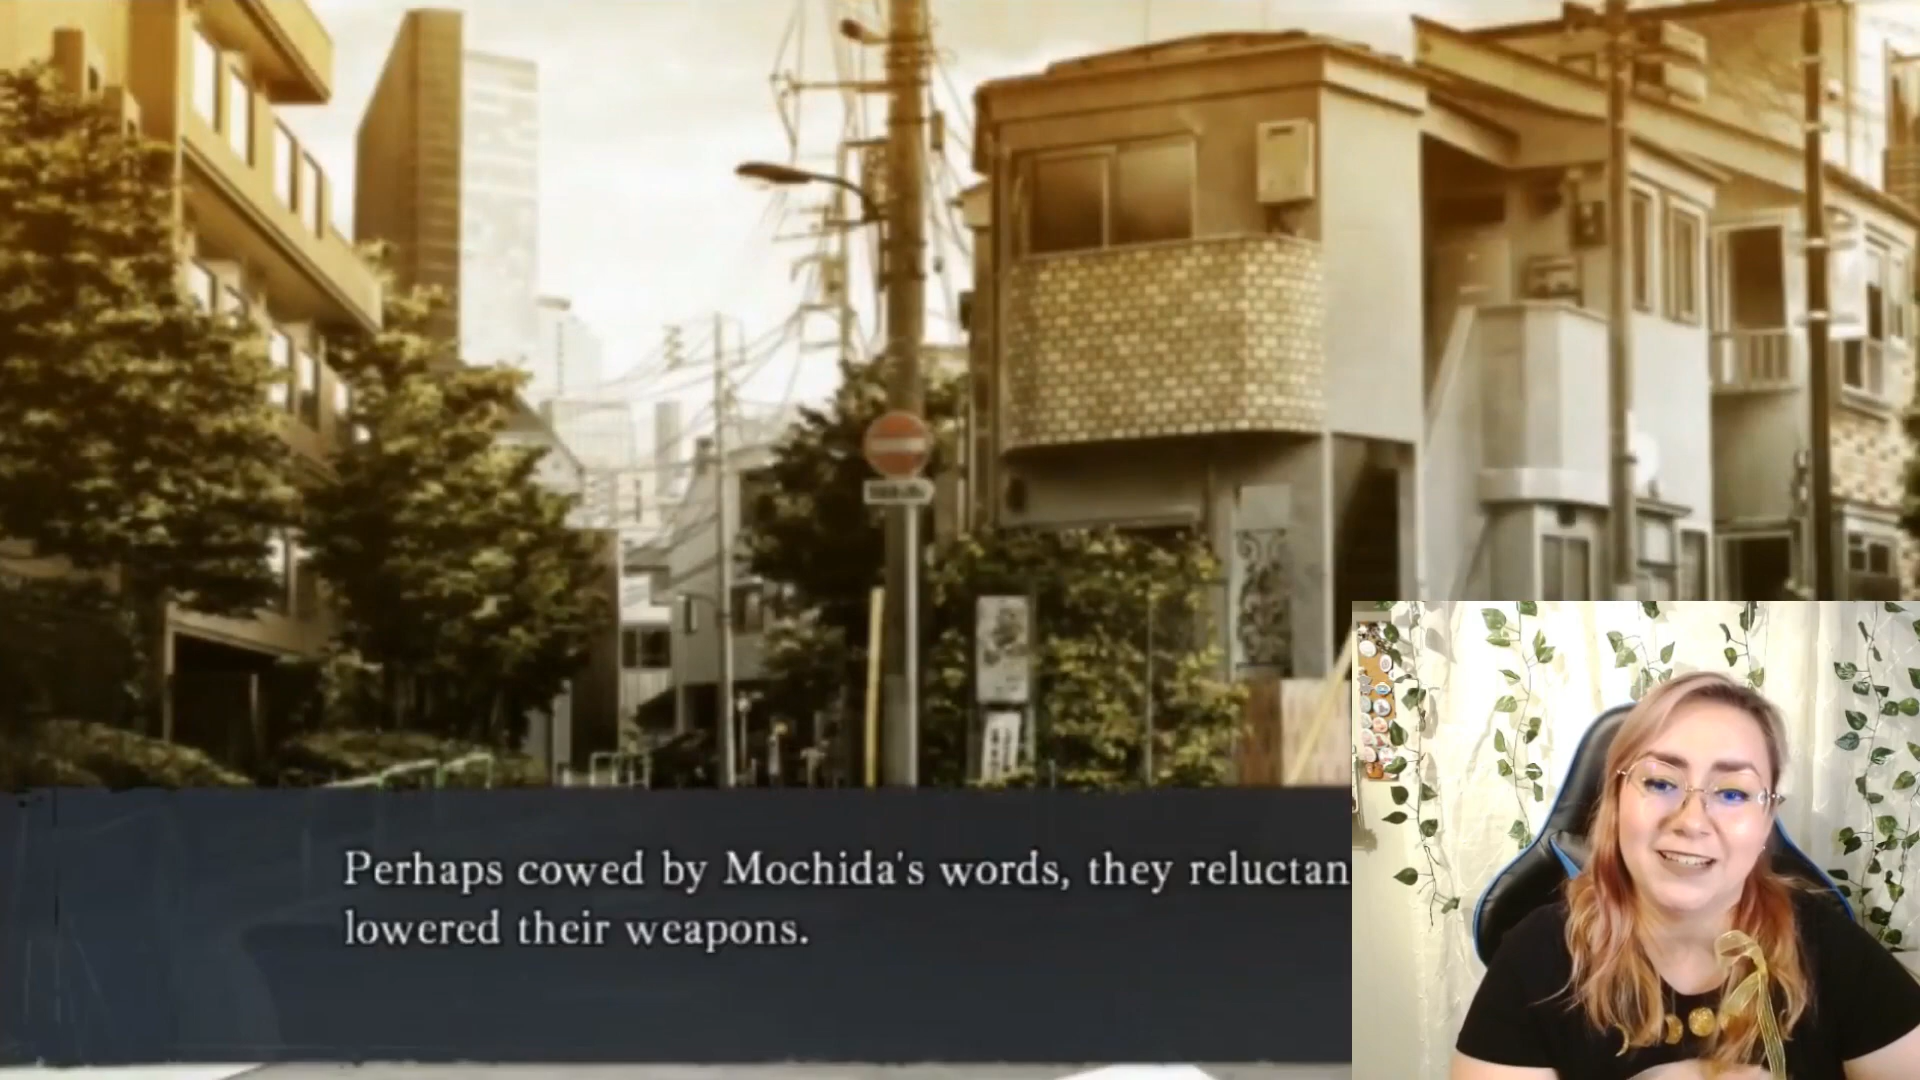 Perhaps cowed by Mochida's words, they reluctan
lowered their weapons.